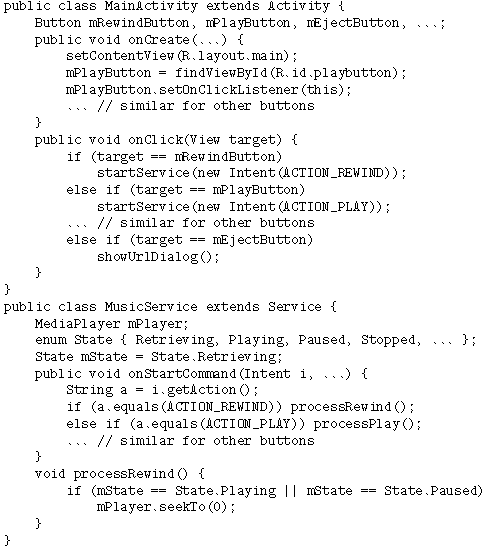 public class MainActivity extends Activity {
    Button mRewindButton, mPlayButton, mEjectButton, ...;
    public void onCreate(...) {
        setContentView(R.layout.main);
        mPlayButton = findViewById(R.id.playbutton);
        mPlayButton.setOnClickListener(this);
        ... // similar for other buttons
    }
    public void onClick(View target) {
        if (target == mRewindButton)
            startService(new Intent(ACTION_REWIND));
        else if (target == mPlayButton)
            startService(new Intent(ACTION_PLAY));
        ... // similar for other buttons
        else if (target == mEjectButton)
            showUrlDialog();
    }
}
public class MusicService extends Service {
    MediaPlayer mPlayer;
    enum State { Retrieving, Playing, Paused, Stopped, ... };
    State mState = State.Retrieving;
    public void onStartCommand(Intent i, ...) {
        String a = i.getAction();
        if (a.equals(ACTION_REWIND)) processRewind();
        else if (a.equals(ACTION_PLAY)) processPlay();
        ... // similar for other buttons
    }
    void processRewind() {
        if (mState == State.Playing || mState == State.Paused)
            mPlayer.seekTo(0);
    }
}